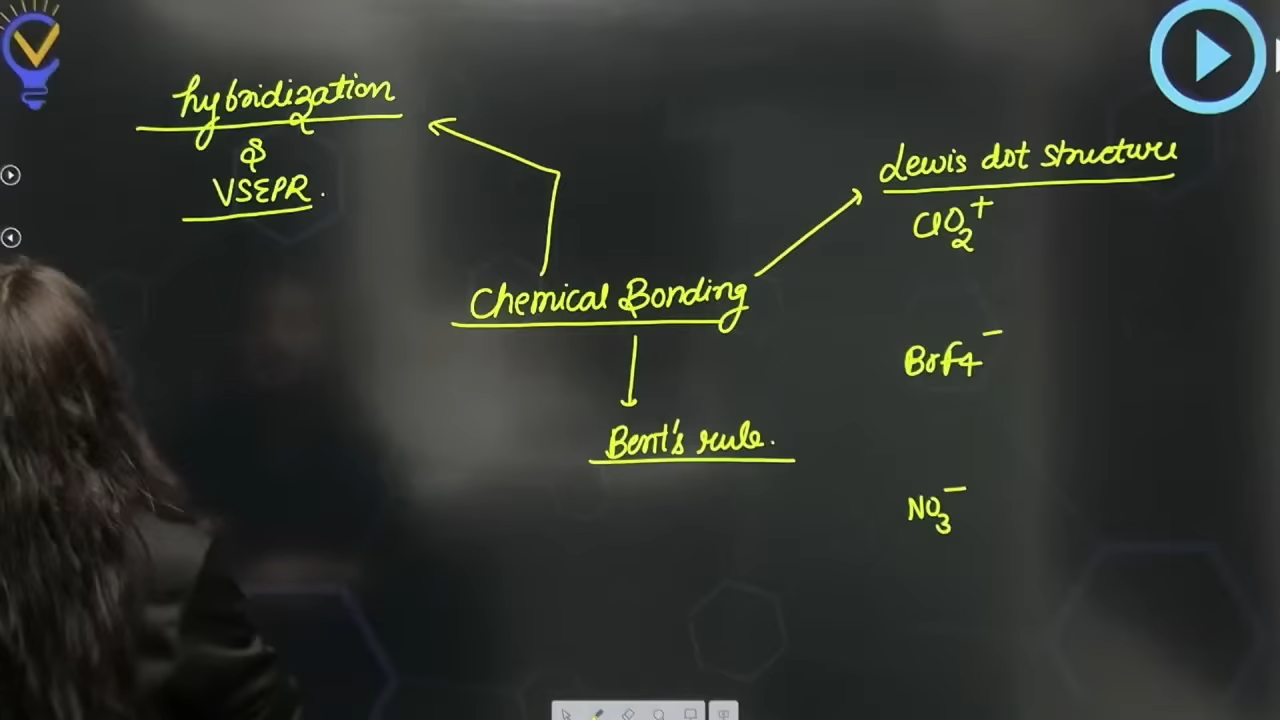 hybridization
&
VSEPR.
Chemical Bonding
Bent's rule.
Lewis dot structure
ClO₂⁺
BrF4⁻
NO₃⁻